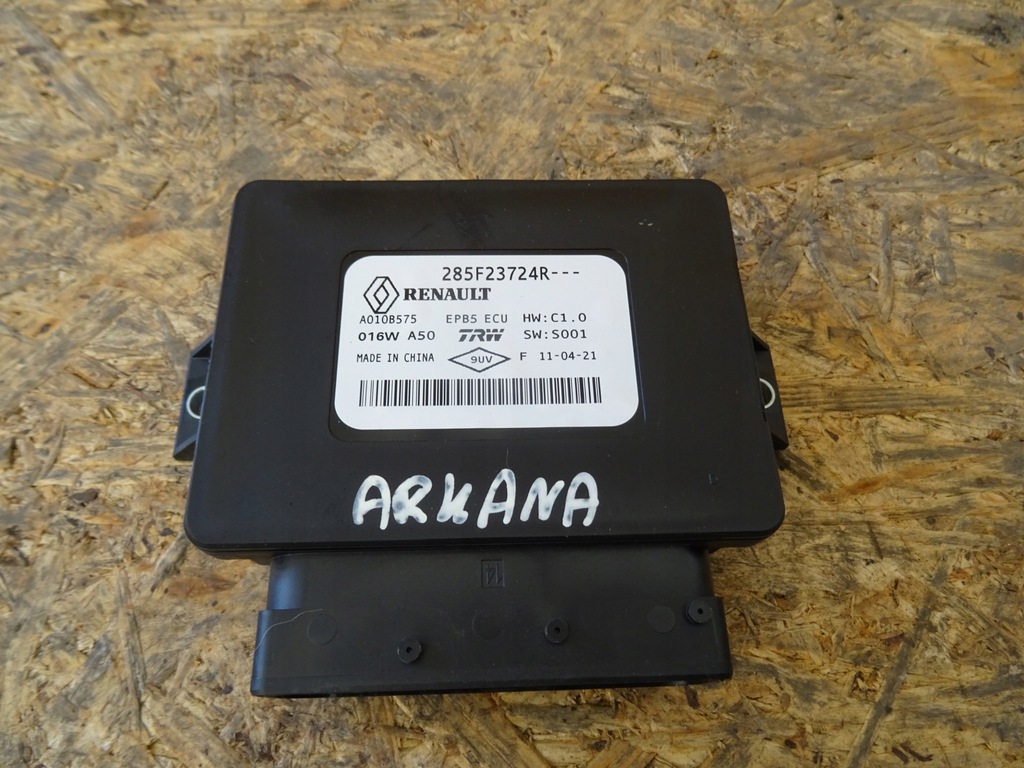 285F23724R---
RENAULT
A010B575 EPB5 ECU HW:C1.0
016W A50 TRW SW:S001
MADE IN CHINA 9UV F 11-04-21
ARKANA
14